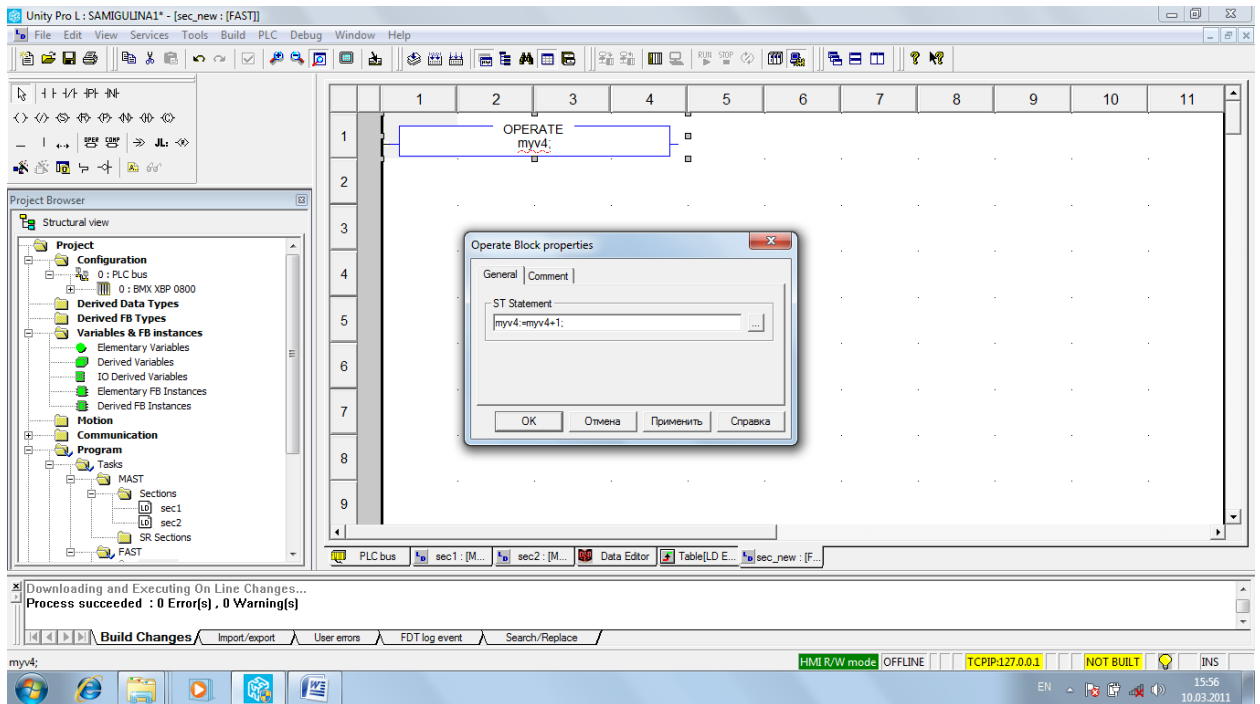 Unity Pro L : SAMIGULINA1* - [sec_new : [FAST]]
File Edit View Services Tools Build PLC Debug Window Help
RUN STOP
OPER COMP JL:
Project Browser
Structural view
Project
Configuration
0 : PLC bus
0 : BMX XBP 0800
Derived Data Types
Derived FB Types
Variables & FB instances
Elementary Variables
Derived Variables
IO Derived Variables
Elementary FB Instances
Derived FB Instances
Motion
Communication
Program
Tasks
MAST
Sections
LD sec1
LD sec2
SR Sections
FAST
1 2 3 4 5 6 7 8 9 10 11
1
2
3
4
5
6
7
8
9
OPERATE
myv4;
Operate Block properties
General Comment
ST Statement
myv4:=myv4+1;
...
OK Отмена Применить Справка
PLC bus sec1 : [M... sec2 : [M... Data Editor Table[LD E... sec_new : [F...
Downloading and Executing On Line Changes...
Process succeeded : 0 Error(s) , 0 Warning(s)
Build Changes Import/export User errors FDT log event Search/Replace
myv4; HMI R/W mode OFFLINE TCPIP:127.0.0.1 NOT BUILT INS
EN 15:56
10.03.2011